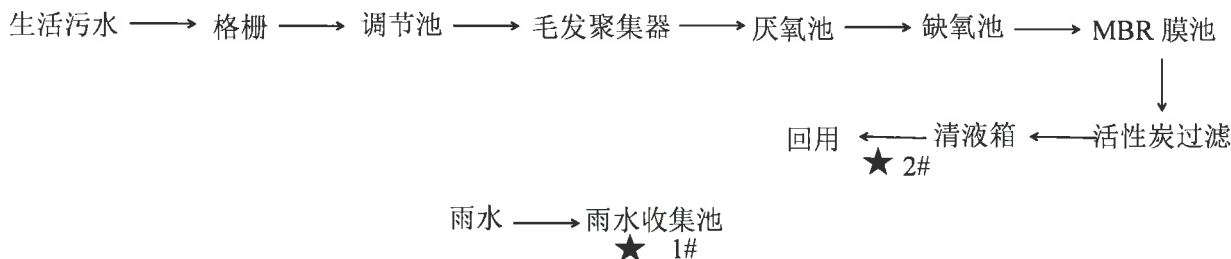 生活污水 格栅 调节池 毛发聚集器 厌氧池 缺氧池 MBR 膜池
回用 清液箱 活性炭过滤
★ 2#
雨水 雨水收集池
★ 1#